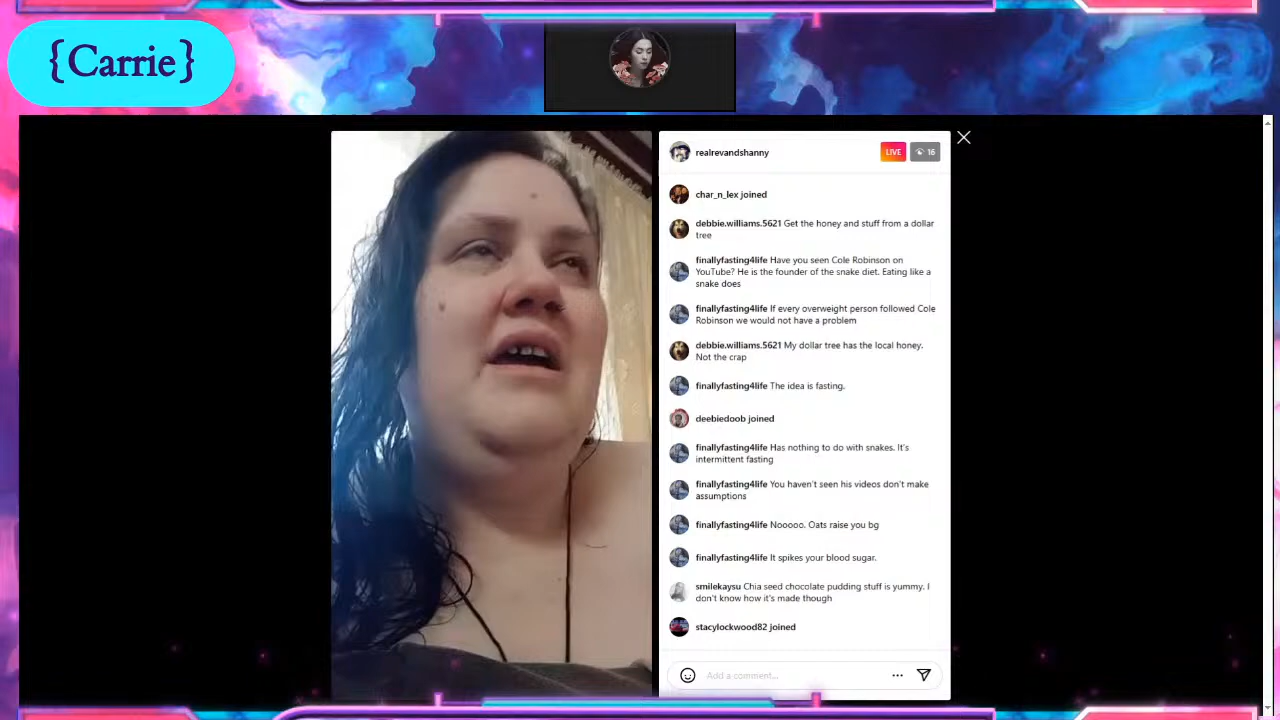 {Carrie}
realrevandshanny
LIVE
16
char_n_lex joined
debbie.williams.5621 Get the honey and stuff from a dollar
tree
finallyfasting4life Have you seen Cole Robinson on
YouTube? He is the founder of the snake diet. Eating like a
snake does
finallyfasting4life If every overweight person followed Cole
Robinson we would not have a problem
debbie.williams.5621 My dollar tree has the local honey.
Not the crap
finallyfasting4life The idea is fasting.
deebiedoob joined
finallyfasting4life Has nothing to do with snakes. It's
intermittent fasting
finallyfasting4life You haven't seen his videos don't make
assumptions
finallyfasting4life Nooooo. Oats raise you bg
finallyfasting4life It spikes your blood sugar.
smilekaysu Chia seed chocolate pudding stuff is yummy. I
don't know how it's made though
stacylockwood82 joined
Add a comment...